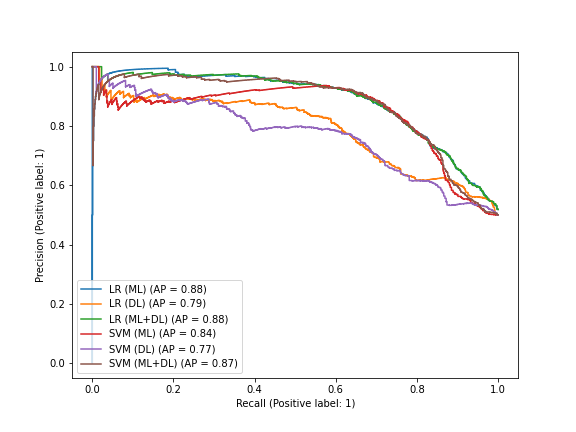 1.0
0.8
0.6
0.4
0.2
0.0
Precision (Positive label: 1)
LR (ML) (AP = 0.88)
LR (DL) (AP = 0.79)
LR (ML+DL) (AP = 0.88)
SVM (ML) (AP = 0.84)
SVM (DL) (AP = 0.77)
SVM (ML+DL) (AP = 0.87)
0.0 0.2 0.4 0.6 0.8 1.0
Recall (Positive label: 1)